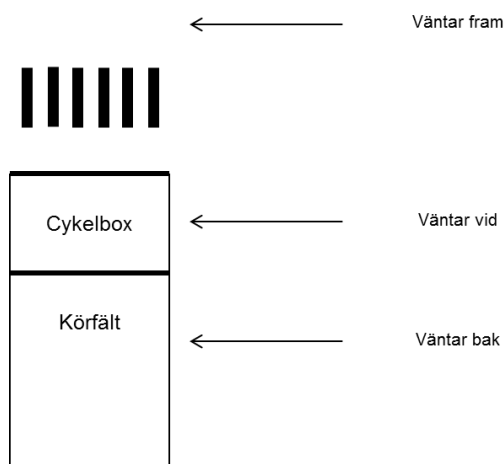 Väntar fram
Cykelbox
Väntar vid
Körfält
Väntar bak